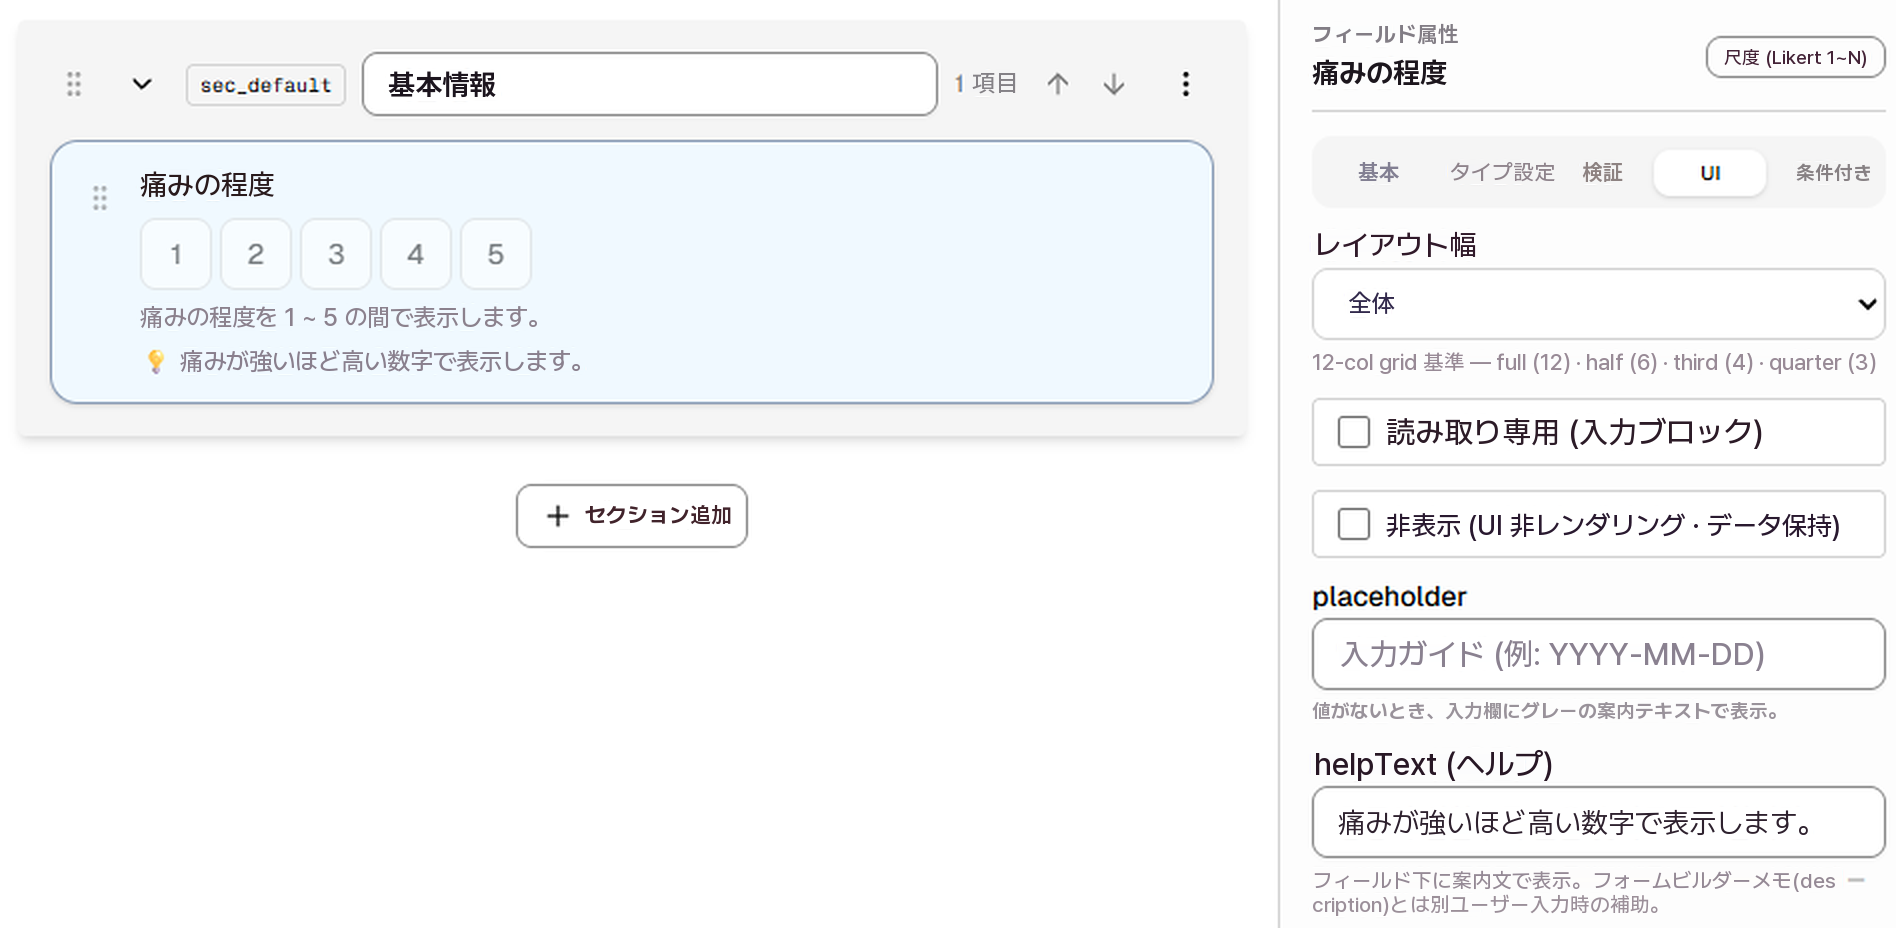 sec_default
基本情報
1 項目
痛みの程度
1 2 3 4 5
痛みの程度を 1 ~ 5 の間で表示します。
💡 痛みが強いほど高い数字で表示します。
+ セクション追加
フィールド属性
痛みの程度
尺度 (Likert 1~N)
基本 タイプ設定 検証 UI 条件付き
レイアウト幅
全体
12-col grid 基準 — full (12) · half (6) · third (4) · quarter (3)
読み取り専用 (入力ブロック)
非表示 (UI 非レンダリング · データ保持)
placeholder
入力ガイド (例: YYYY-MM-DD)
値がないとき、入力欄にグレーの案内テキストで表示。
helpText (ヘルプ)
痛みが強いほど高い数字で表示します。
フィールド下に案内文で表示。フォームビルダーメモ(des —
cription)とは別ユーザー入力時の補助。